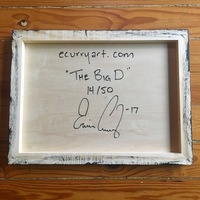 ecurryart.com
"The Big D"
14/50
-17